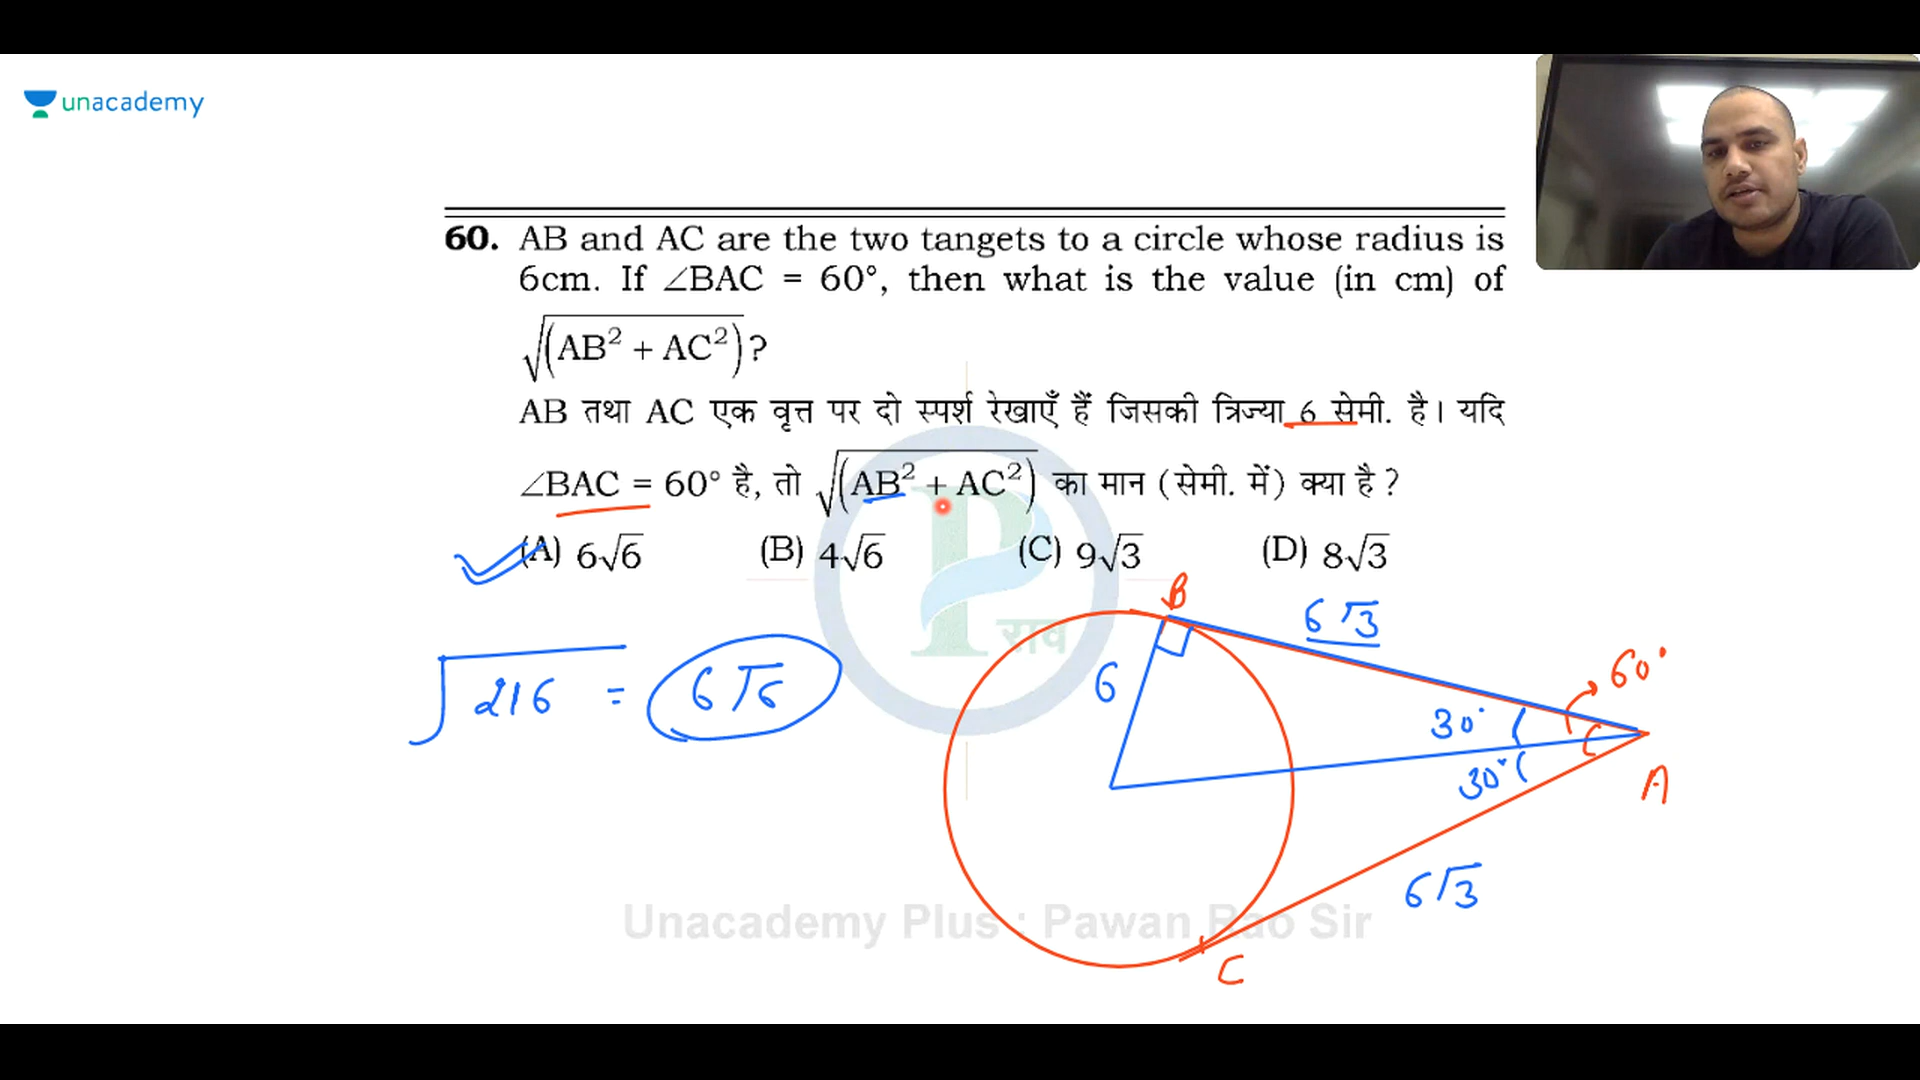 unacademy
60. AB and AC are the two tangets to a circle whose radius is
6cm. If ∠BAC = 60°, then what is the value (in cm) of
√(AB² + AC²)?
AB तथा AC एक वृत्त पर दो स्पर्श रेखाएँ हैं जिसकी त्रिज्या 6 सेमी. है। यदि
∠BAC = 60° है, तो √(AB² + AC²) का मान (सेमी. में) क्या है?
(A) 6√6 (B) 4√6 (C) 9√3 (D) 8√3
B
6√3
राव
60°
√216 = 6√6
6
30°
30°
A
6√3
Unacademy Plus : Pawan Rao Sir
C